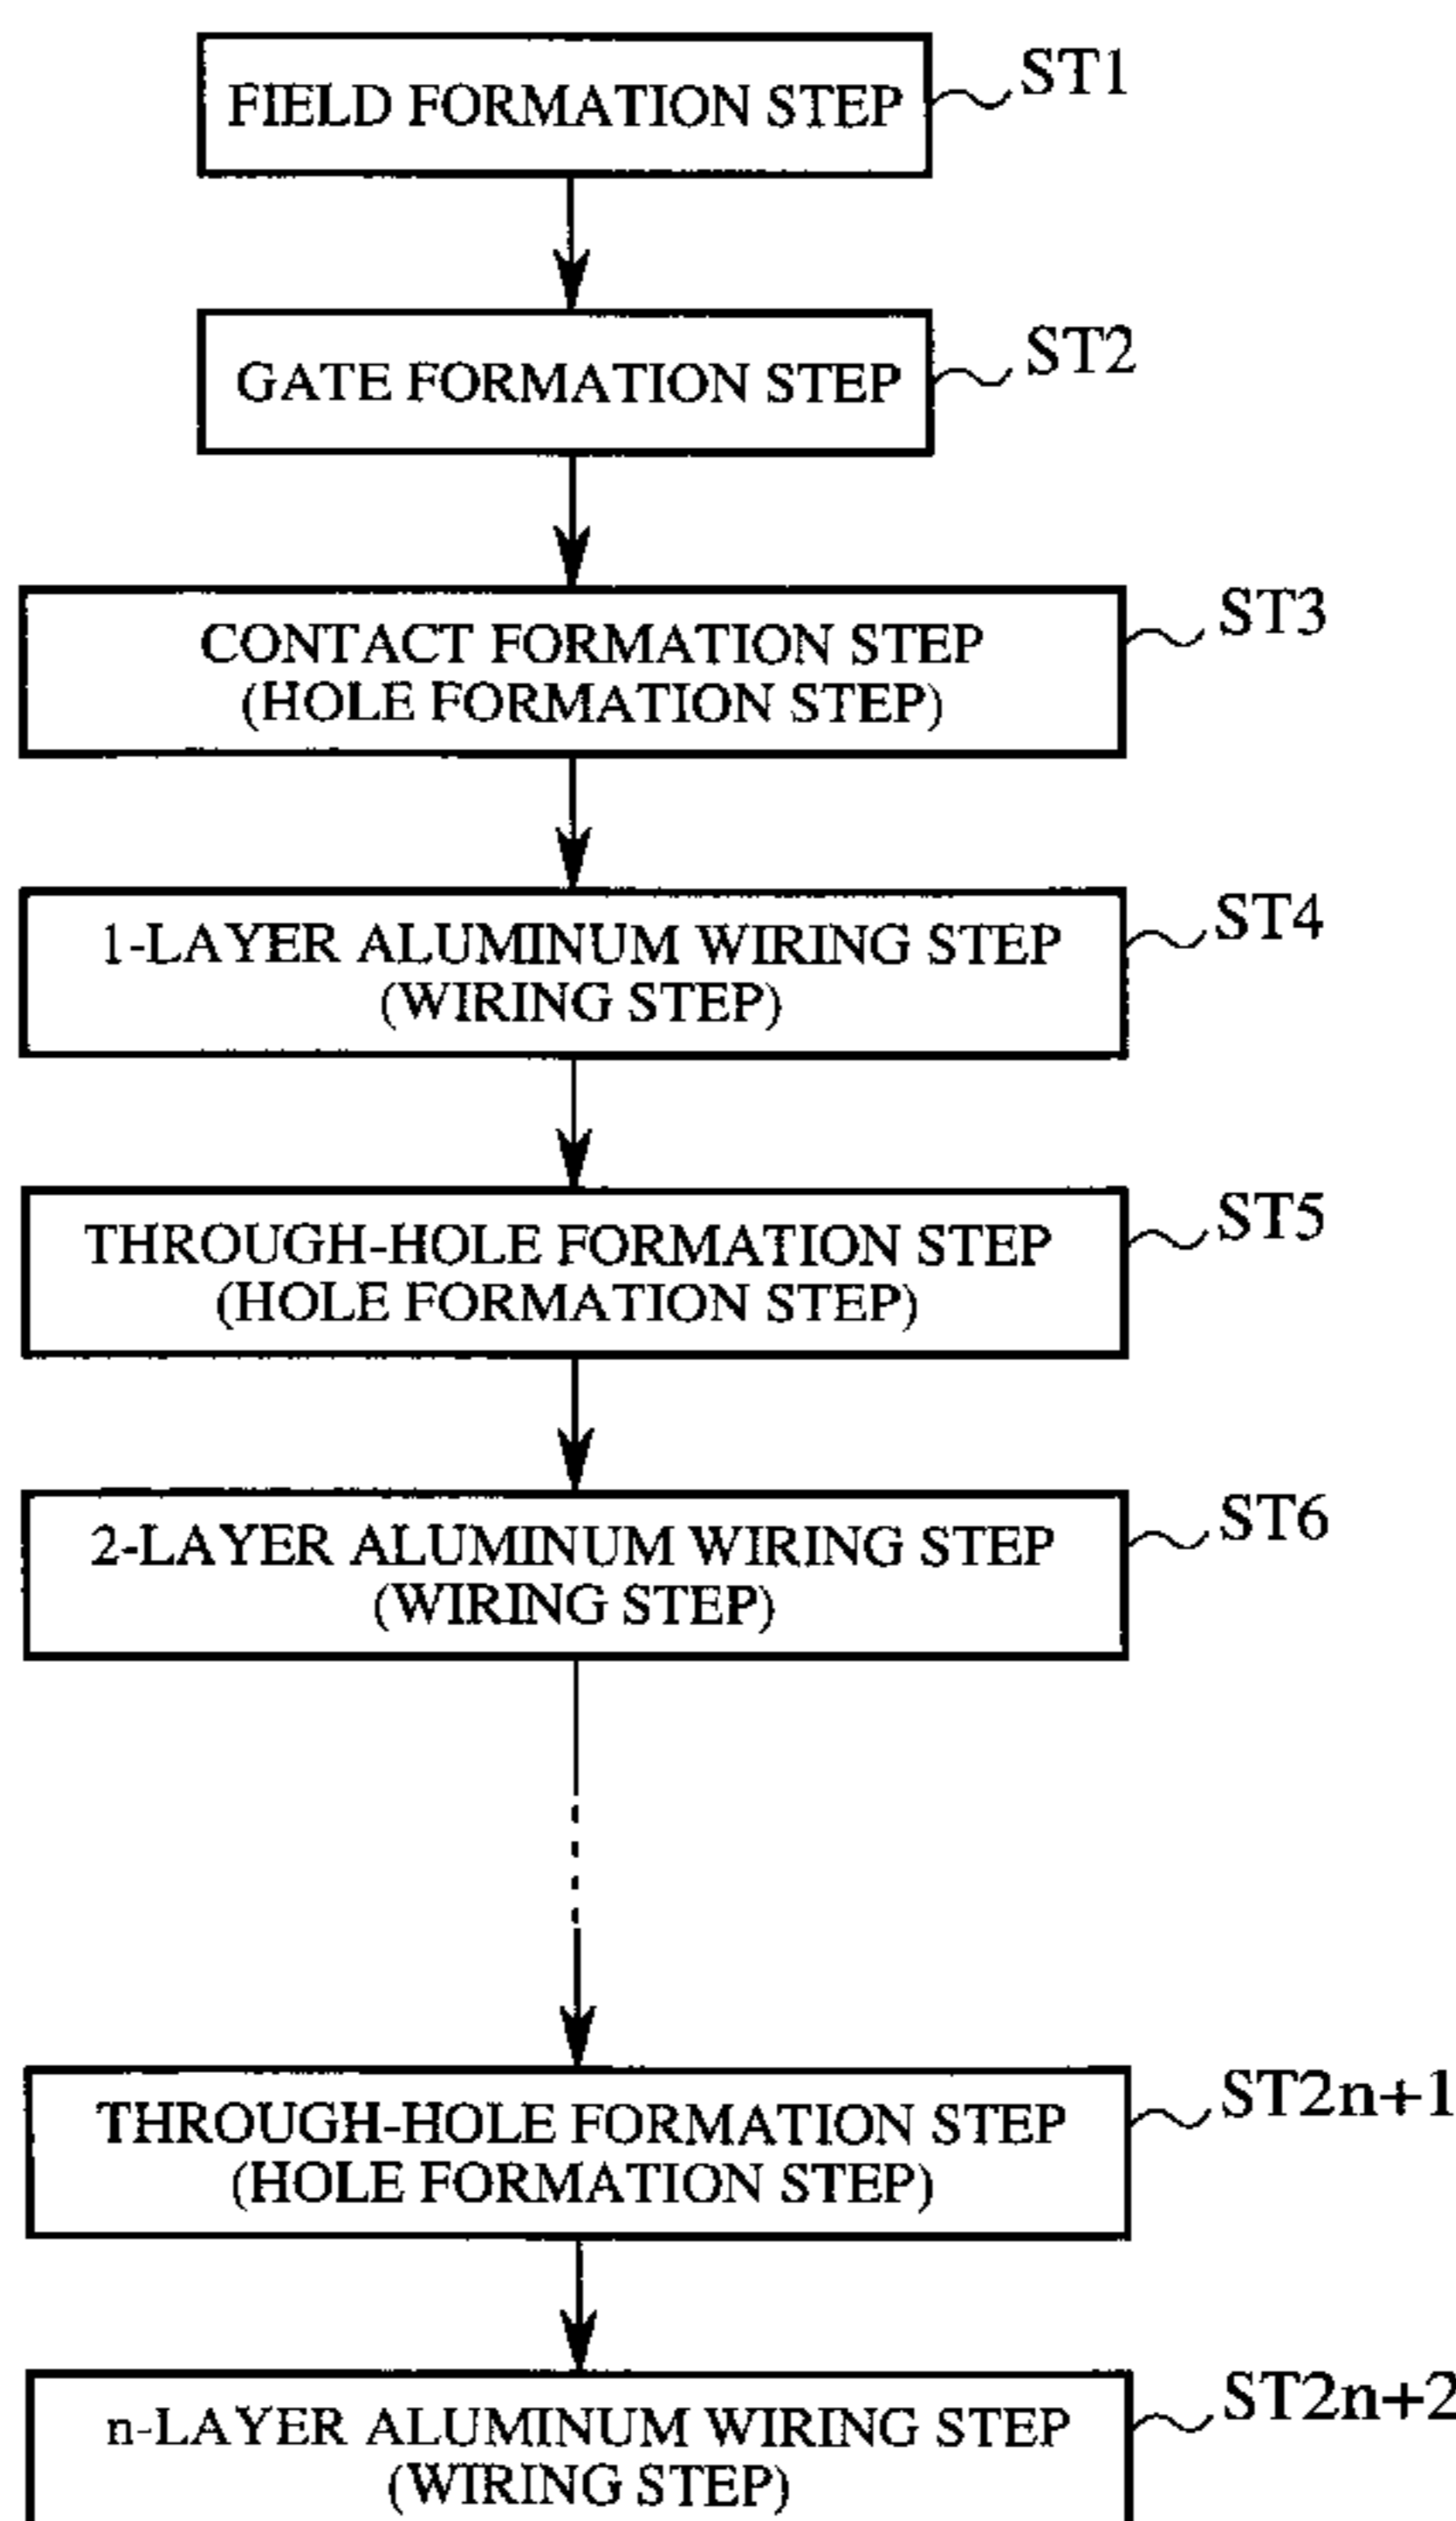 FIELD FORMATION STEP
ST1
GATE FORMATION STEP
ST2
CONTACT FORMATION STEP
(HOLE FORMATION STEP)
ST3
1-LAYER ALUMINUM WIRING STEP
(WIRING STEP)
ST4
THROUGH-HOLE FORMATION STEP
(HOLE FORMATION STEP)
ST5
2-LAYER ALUMINUM WIRING STEP
(WIRING STEP)
ST6
THROUGH-HOLE FORMATION STEP
(HOLE FORMATION STEP)
ST2n+1
n-LAYER ALUMINUM WIRING STEP
(WIRING STEP)
ST2n+2